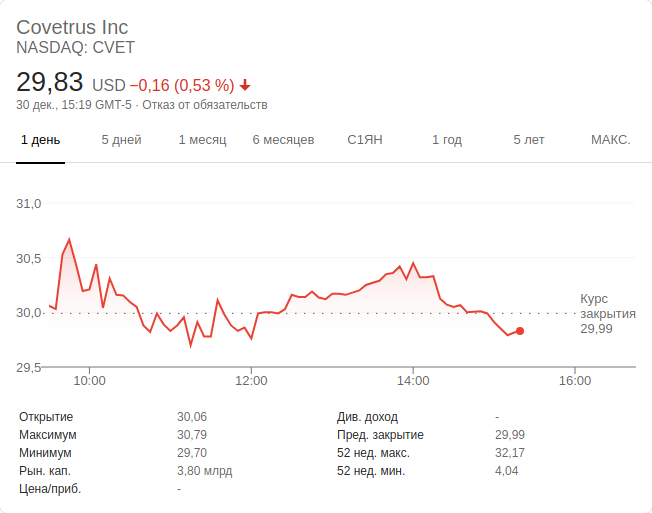 Covetrus Inc
NASDAQ: CVET
29,83 USD −0,16 (0,53 %)
30 дек., 15:19 GMT-5 · Отказ от обязательств
1 день 5 дней 1 месяц 6 месяцев С1ЯН 1 год 5 лет МАКС.
31,0
30,5
30,0
29,5
Курс
закрытия
29,99
10:00 12:00 14:00 16:00
Открытие 30,06 Див. доход -
Максимум 30,79 Пред. закрытие 29,99
Минимум 29,70 52 нед. макс. 32,17
Рын. кап. 3,80 млрд 52 нед. мин. 4,04
Цена/приб. -